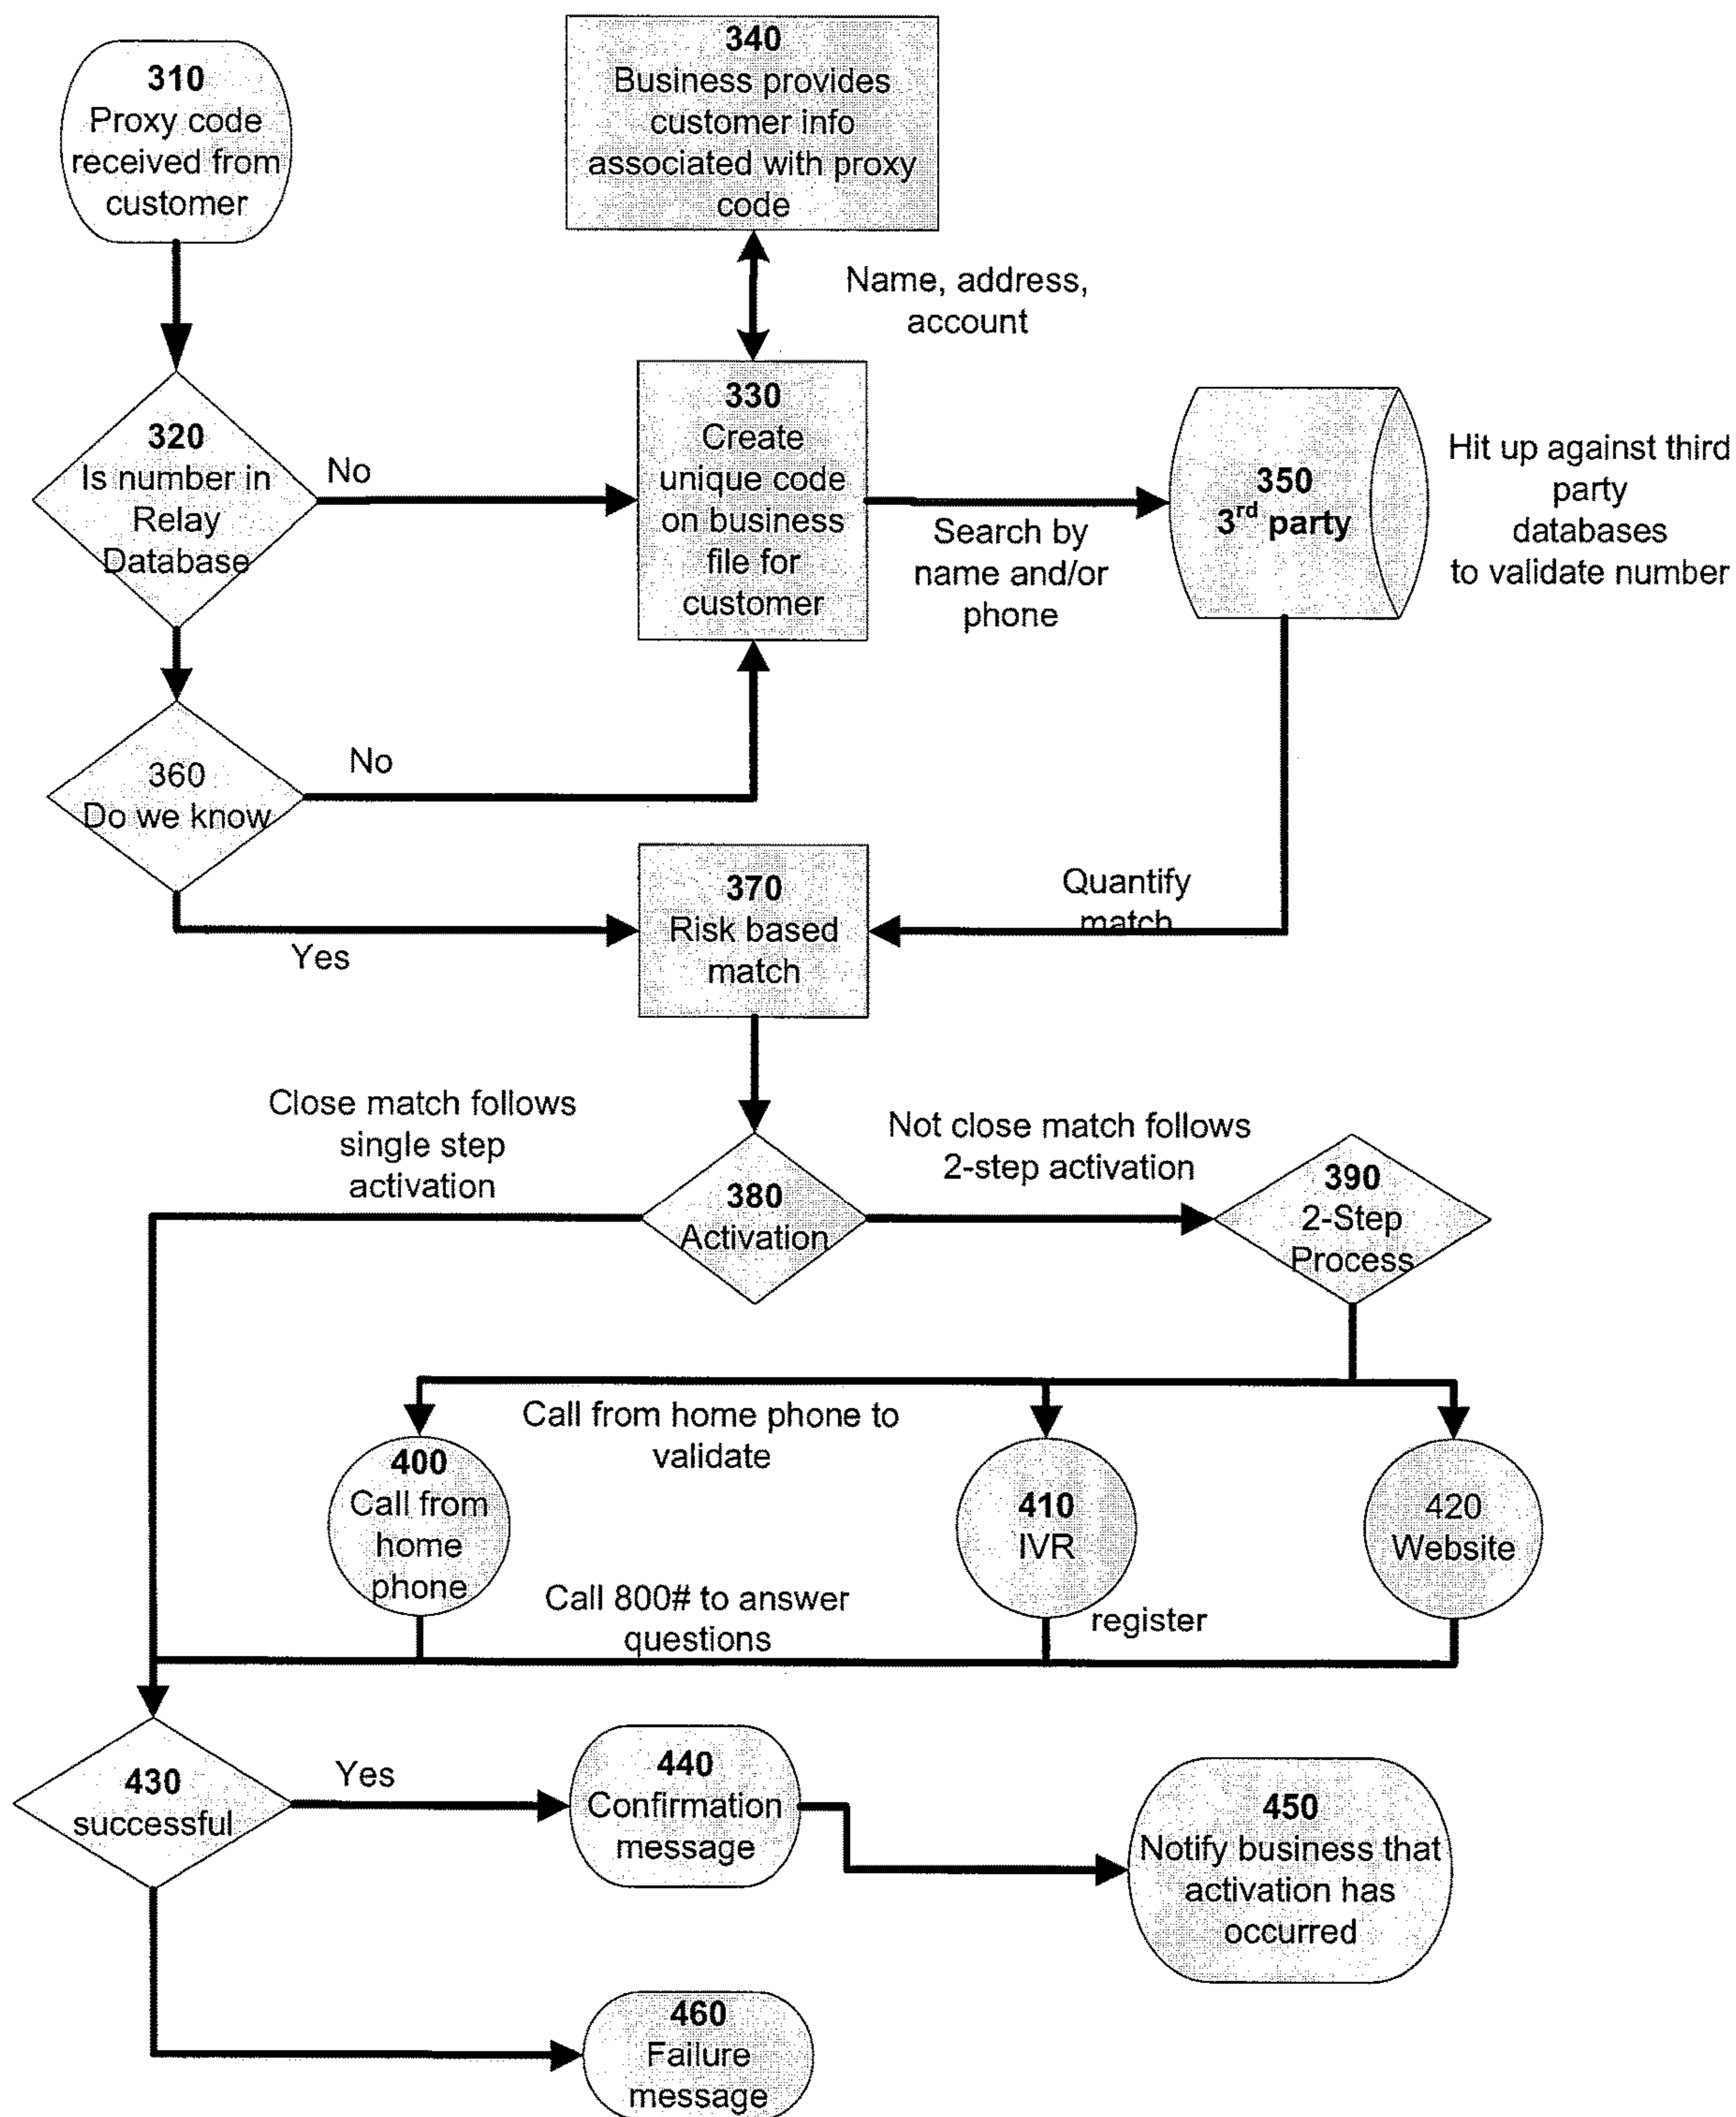 310
Proxy code
received from
customer
340
Business provides
customer info
associated with proxy
code
Name, address,
account
320
Is number in
Relay
Database
No
330
Create
unique code
on business
file for
customer
Search by
name and/or
phone
350
3rd party
Hit up against third
party
databases
to validate number
360
Do we know
No
Yes
370
Risk based
match
Quantify
match
Close match follows
single step
activation
380
Activation
Not close match follows
2-step activation
390
2-Step
Process
Call from home phone to
validate
400
Call from
home
phone
410
IVR
420
Website
Call 800# to answer
questions
register
430
successful
Yes
440
Confirmation
message
450
Notify business that
activation has
occurred
460
Failure
message